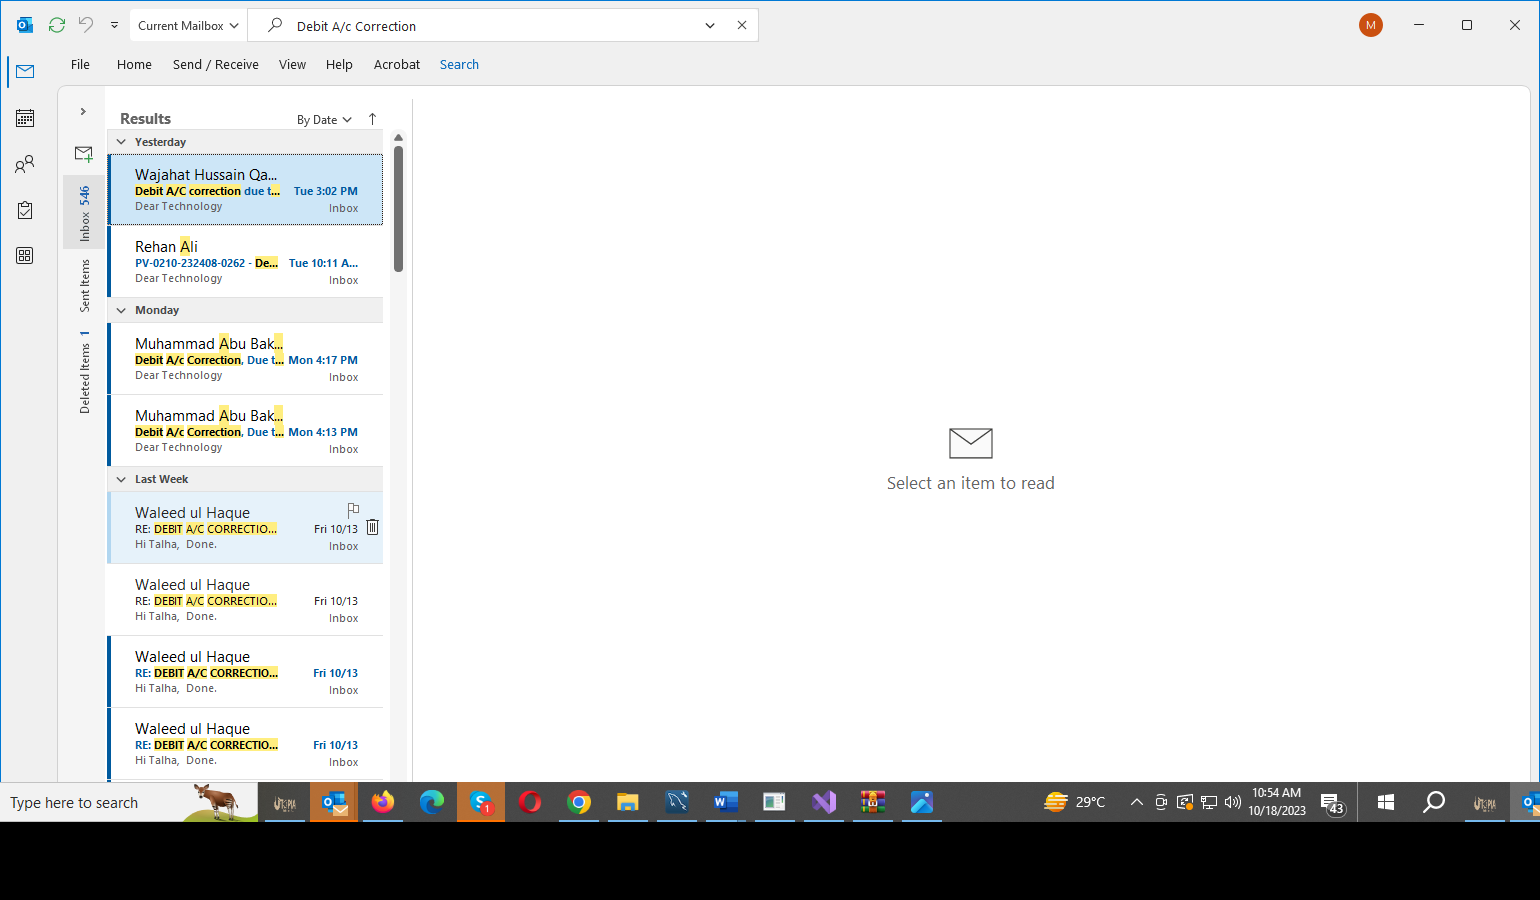 Current Mailbox
Debit A/c Correction
M
File Home Send / Receive View Help Acrobat Search
Results By Date
Yesterday
Wajahat Hussain Qa...
Debit A/C correction due t... Tue 3:02 PM
Dear Technology Inbox
Rehan Ali
PV-0210-232408-0262 - De... Tue 10:11 A...
Dear Technology Inbox
Monday
Muhammad Abu Bak...
Debit A/c Correction, Due t... Mon 4:17 PM
Dear Technology Inbox
Muhammad Abu Bak...
Debit A/c Correction, Due t... Mon 4:13 PM
Dear Technology Inbox
Last Week
Waleed ul Haque
RE: DEBIT A/C CORRECTIO... Fri 10/13
Hi Talha, Done. Inbox
Waleed ul Haque
RE: DEBIT A/C CORRECTIO... Fri 10/13
Hi Talha, Done. Inbox
Waleed ul Haque
RE: DEBIT A/C CORRECTIO... Fri 10/13
Hi Talha, Done. Inbox
Waleed ul Haque
RE: DEBIT A/C CORRECTIO... Fri 10/13
Hi Talha, Done. Inbox
Inbox 546
Sent Items
Deleted Items 1
Select an item to read
Type here to search
UTOPIA
1
29°C
10:54 AM
10/18/2023
43
UTOPIA